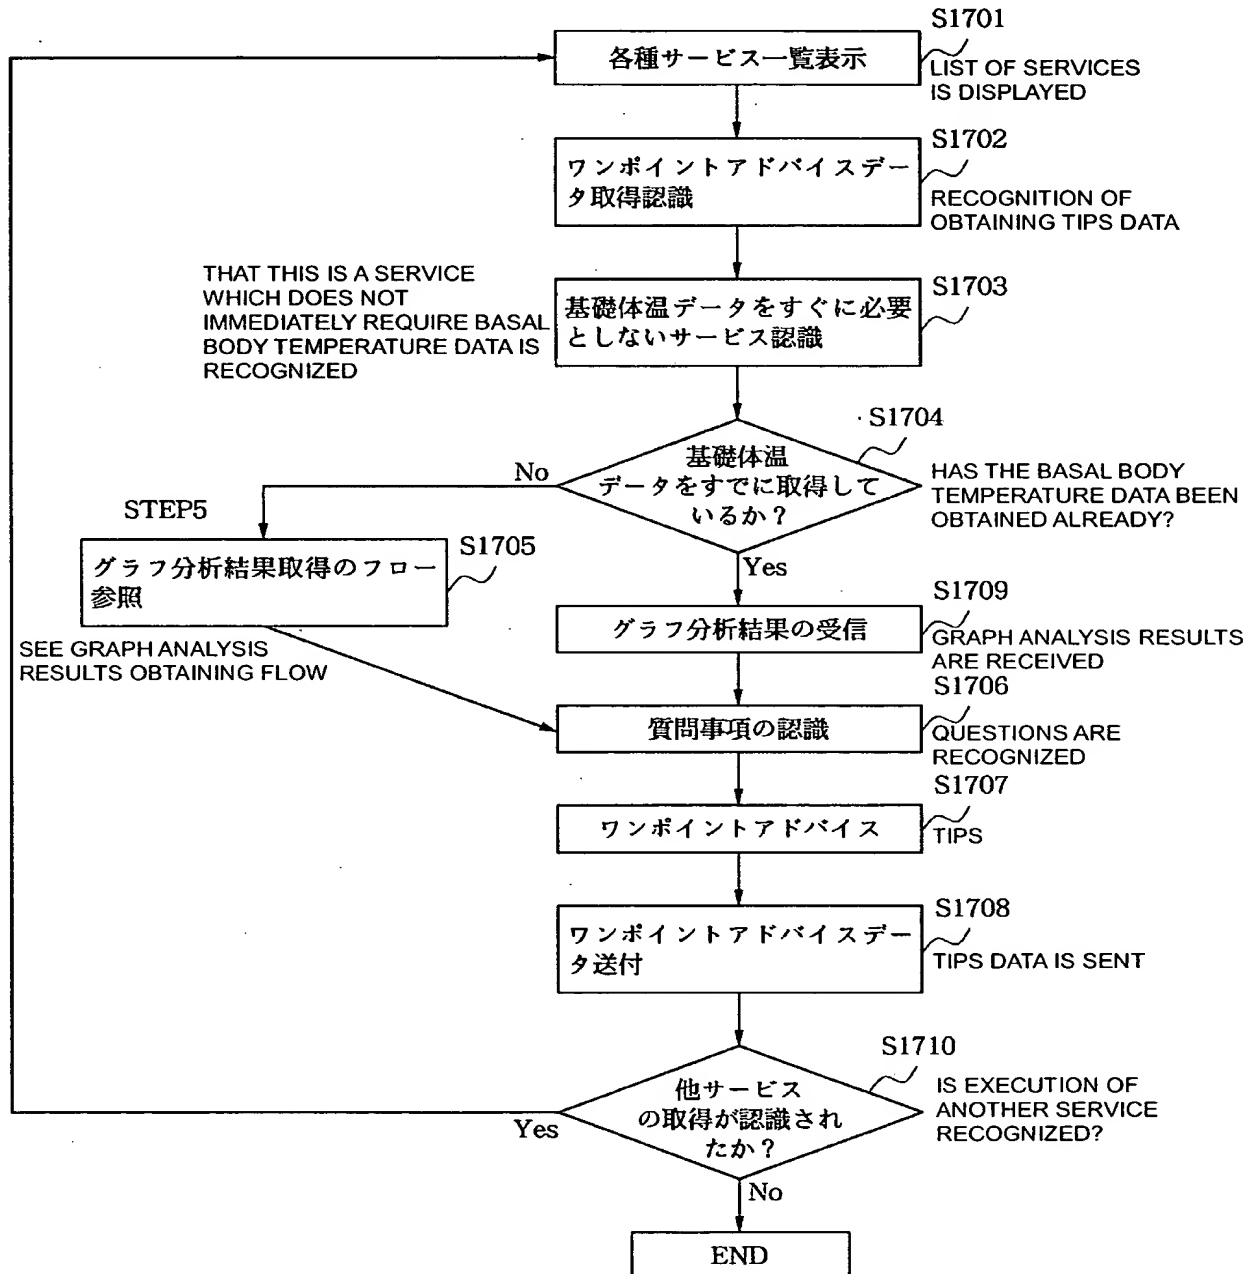 S1701
各種サービス一覧表示
LIST OF SERVICES
IS DISPLAYED
S1702
ワンポイントアドバイスデー
タ取得認識
RECOGNITION OF
OBTAINING TIPS DATA
THAT THIS IS A SERVICE
WHICH DOES NOT
IMMEDIATELY REQUIRE BASAL
BODY TEMPERATURE DATA IS
RECOGNIZED
S1703
基礎体温データをすぐに必要
としないサービス認識
S1704
基礎体温
データをすでに取得して
いるか？
No
HAS THE BASAL BODY
TEMPERATURE DATA BEEN
OBTAINED ALREADY?
Yes
STEP5
S1705
グラフ分析結果取得のフロー
参照
SEE GRAPH ANALYSIS
RESULTS OBTAINING FLOW
S1709
グラフ分析結果の受信
GRAPH ANALYSIS RESULTS
ARE RECEIVED
S1706
質問事項の認識
QUESTIONS ARE
RECOGNIZED
S1707
ワンポイントアドバイス
TIPS
S1708
ワンポイントアドバイスデー
タ送付
TIPS DATA IS SENT
S1710
他サービス
の取得が認識され
たか？
IS EXECUTION OF
ANOTHER SERVICE
RECOGNIZED?
Yes
No
END